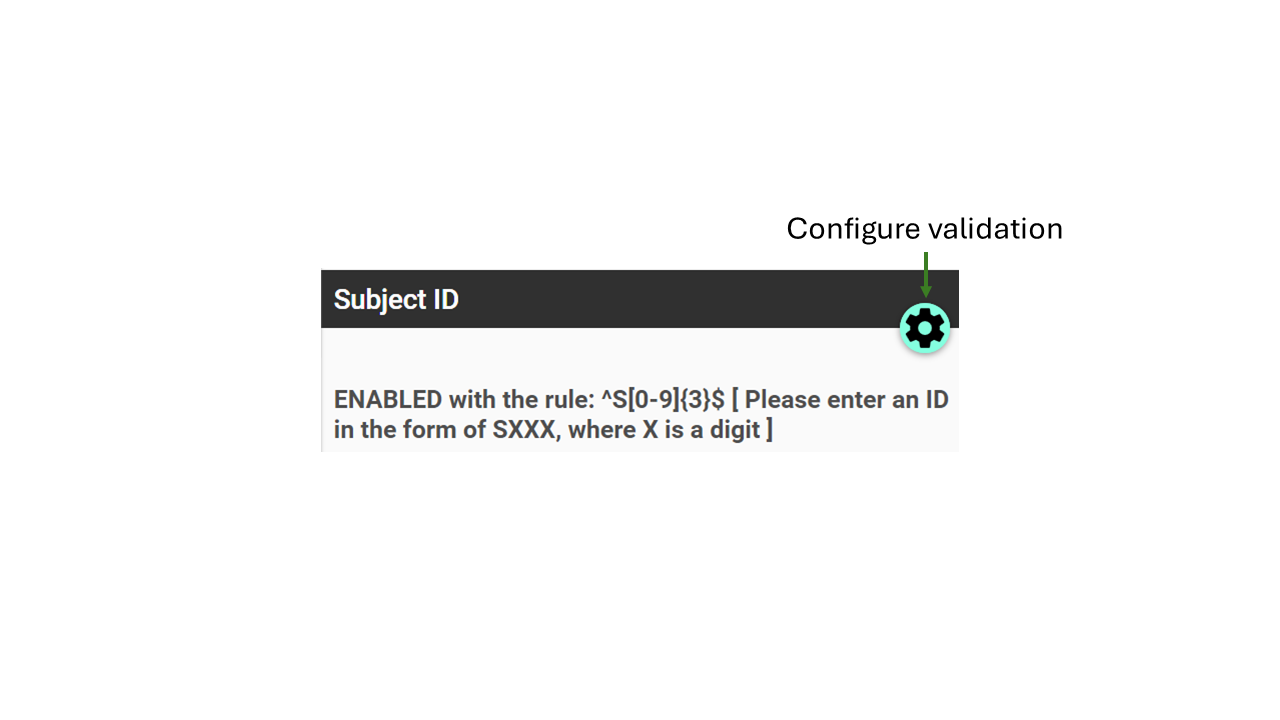 Configure validation
Subject ID
ENABLED with the rule: ^S[0-9]{3}$ [ Please enter an ID
in the form of SXXX, where X is a digit ]